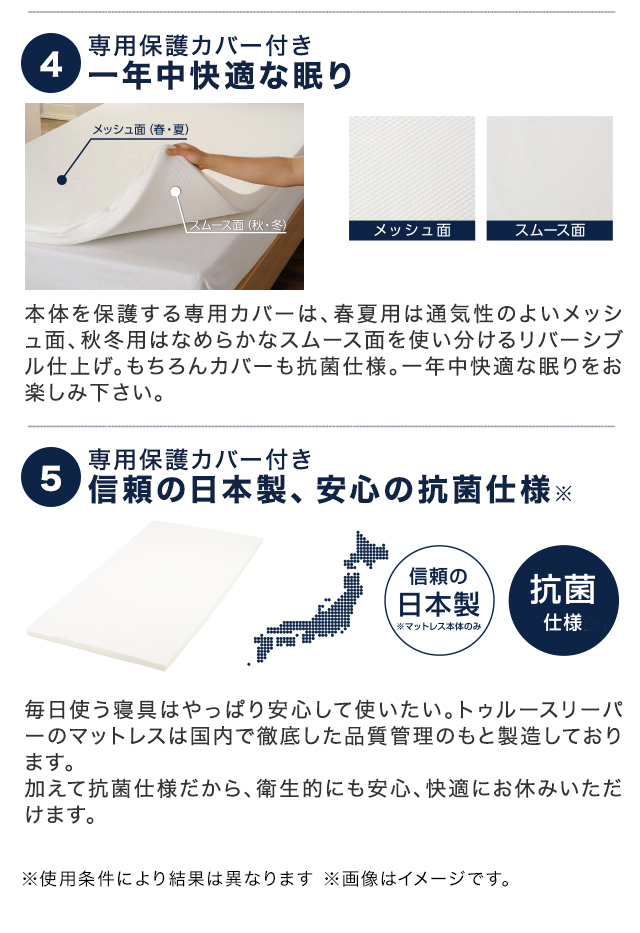 4
専用保護カバー付き
一年中快適な眠り
メッシュ面（春・夏）
スムース面（秋・冬）
メッシュ面
スムース面
本体を保護する専用カバーは、春夏用は通気性のよいメッシ
ュ面、秋冬用はなめらかなスムース面を使い分けるリバーシブ
ル仕上げ。もちろんカバーも抗菌仕様。一年中快適な眠りをお
楽しみ下さい。
5
専用保護カバー付き
信頼の日本製、安心の抗菌仕様※
信頼の
日本製
※マットレス本体のみ
抗菌
仕様
毎日使う寝具はやっぱり安心して使いたい。トゥルースリーパ
ーのマットレスは国内で徹底した品質管理のもと製造しており
ます。
加えて抗菌仕様だから、衛生的にも安心、快適にお休みいただ
けます。
※使用条件により結果は異なります ※画像はイメージです。